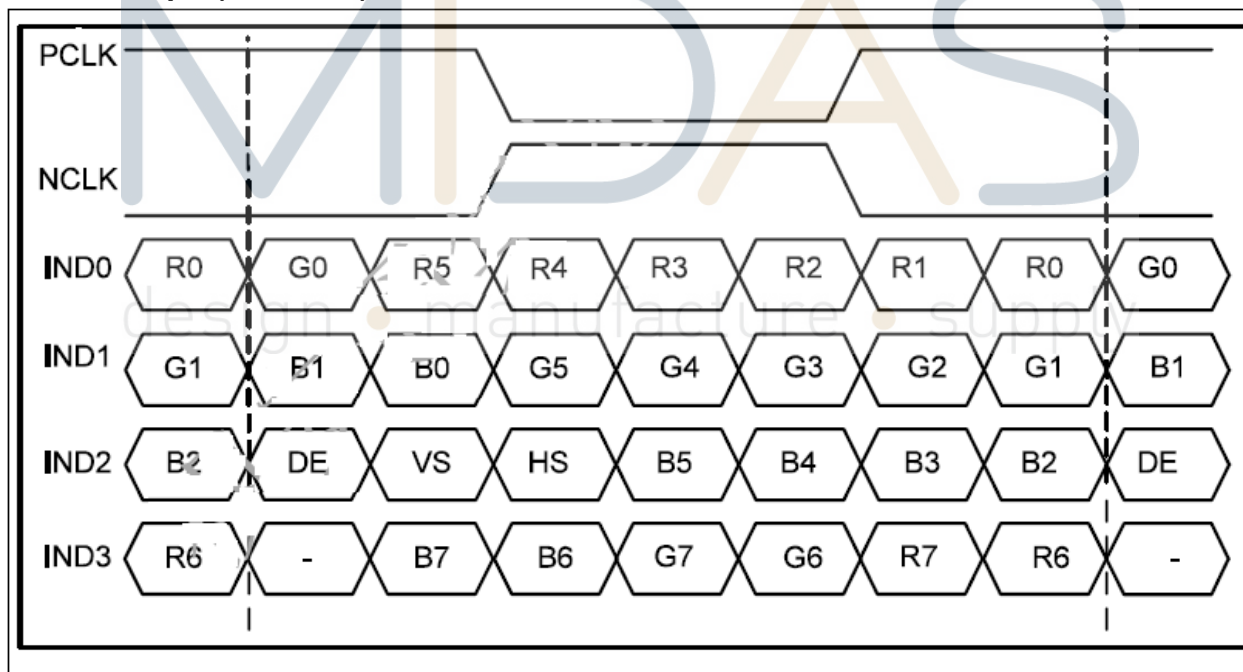 MIDAS
design • manufacture • supply
PCLK
NCLK
IND0 R0 G0 R5 R4 R3 R2 R1 R0 G0
IND1 G1 B1 B0 G5 G4 G3 G2 G1 B1
IND2 B2 DE VS HS B5 B4 B3 B2 DE
IND3 R6 - B7 B6 G7 G6 R7 R6 -